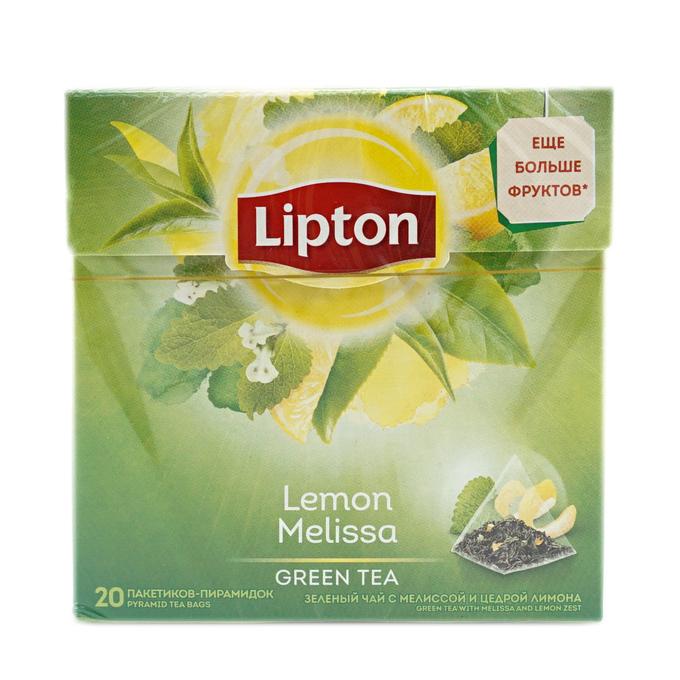 ЕЩЕ
БОЛЬШЕ
ФРУКТОВ*
Lipton
Lemon
Melissa
GREEN TEA
20 ПАКЕТИКОВ-ПИРАМИДОК
PYRAMID TEA BAGS
ЗЕЛЕНЫЙ ЧАЙ С МЕЛИССОЙ И ЦЕДРОЙ ЛИМОНА
GREEN TEA WITH MELISSA AND LEMON ZEST